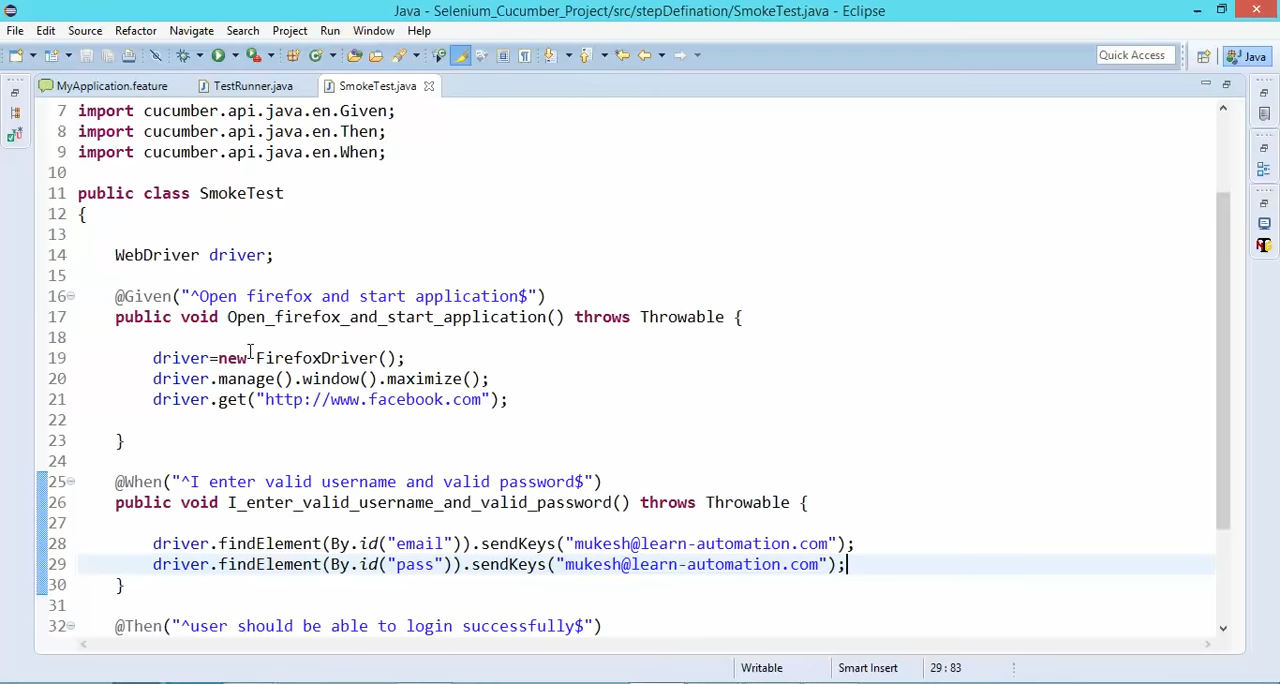 Java - Selenium_Cucumber_Project/src/stepDefination/SmokeTest.java - Eclipse
File Edit Source Refactor Navigate Search Project Run Window Help
Quick Access
Java
MyApplication.feature TestRunner.java SmokeTest.java
7 import cucumber.api.java.en.Given;
8 import cucumber.api.java.en.Then;
9 import cucumber.api.java.en.When;
10
11 public class SmokeTest
12 {
13
14 WebDriver driver;
15
16 @Given("^Open firefox and start application$")
17 public void Open_firefox_and_start_application() throws Throwable {
18
19 driver=new FirefoxDriver();
20 driver.manage().window().maximize();
21 driver.get("http://www.facebook.com");
22
23 }
24
25 @When("^I enter valid username and valid password$")
26 public void I_enter_valid_username_and_valid_password() throws Throwable {
27
28 driver.findElement(By.id("email")).sendKeys("mukesh@learn-automation.com");
29 driver.findElement(By.id("pass")).sendKeys("mukesh@learn-automation.com");
30 }
31
32 @Then("^user should be able to login successfully$")
Writable Smart Insert 29 : 83